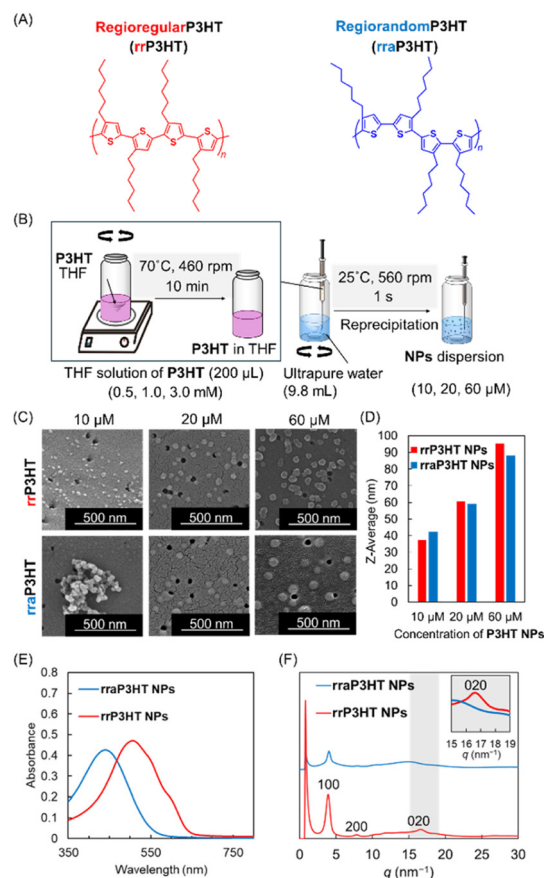 (A)
RegioregularP3HT
(rrP3HT)
RegiorandomP3HT
(rraP3HT)
S
S
S
S
n
S
S
S
S
n
(B)
P3HT
THF
70°C, 460 rpm
10 min
P3HT in THF
25°C, 560 rpm
1 s
Reprecipitation
Ultrapure water
(9.8 mL)
NPs dispersion
THF solution of P3HT (200 μL)
(0.5, 1.0, 3.0 mM)
(10, 20, 60 μM)
(C)
10 μM
20 μM
60 μM
rrP3HT
500 nm
500 nm
500 nm
rraP3HT
500 nm
500 nm
500 nm
(D)
rrP3HT NPs
rraP3HT NPs
Z-Average (nm)
100
90
80
70
60
50
40
30
20
10
0
10 μM
20 μM
60 μM
Concentration of P3HT NPs
(E)
rraP3HT NPs
rrP3HT NPs
Absorbance
0.8
0.7
0.6
0.5
0.4
0.3
0.2
0.1
0
350
550
750
Wavelength (nm)
(F)
rraP3HT NPs
rrP3HT NPs
020
15 16 17 18 19
q (nm⁻¹)
100
200
020
0
5
10
15
20
25
30
q (nm⁻¹)